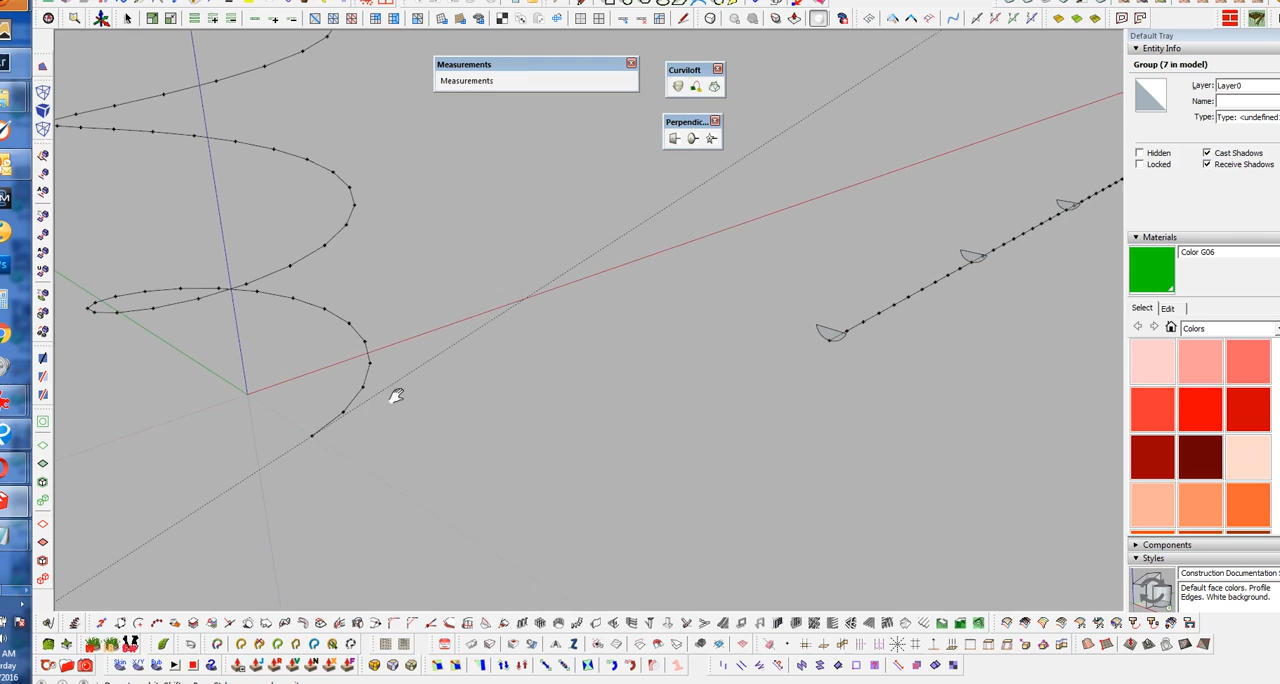 Default Tray
Entity Info
Group (7 in model)
Layer: Layer0
Name:
Type: Type: <undefined>
Hidden
Cast Shadows
Locked
Receive Shadows
Measurements
Measurements
Curviloft
Perpendic...
Materials
Color G06
Select
Edit
Colors
Components
Styles
Construction Documentation S
Default face colors. Profile
Edges. White background.
AM
2016